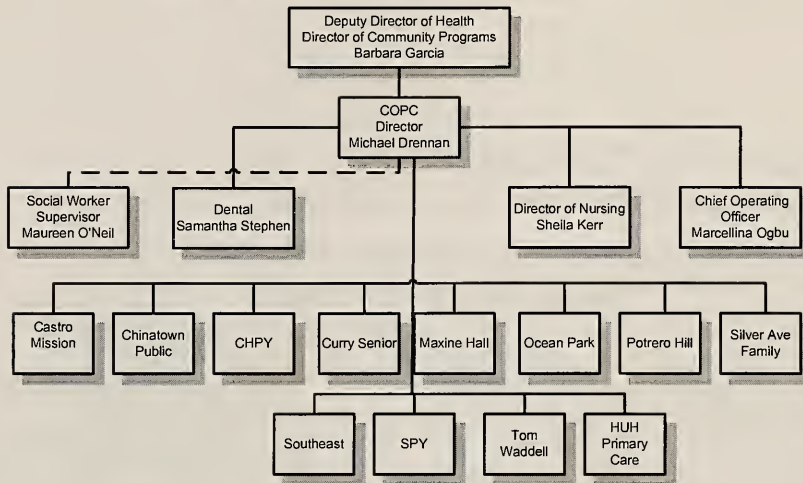 Deputy Director of Health
Director of Community Programs
Barbara Garcia
COPC
Director
Michael Drennan
Social Worker
Supervisor
Maureen O'Neil
Dental
Samantha Stephen
Director of Nursing
Sheila Kerr
Chief Operating
Officer
Marcellina Ogbu
Castro
Mission
Chinatown
Public
CHPY
Curry Senior
Maxine Hall
Ocean Park
Potrero Hill
Silver Ave
Family
Southeast
SPY
Tom
Waddell
HUH
Primary
Care